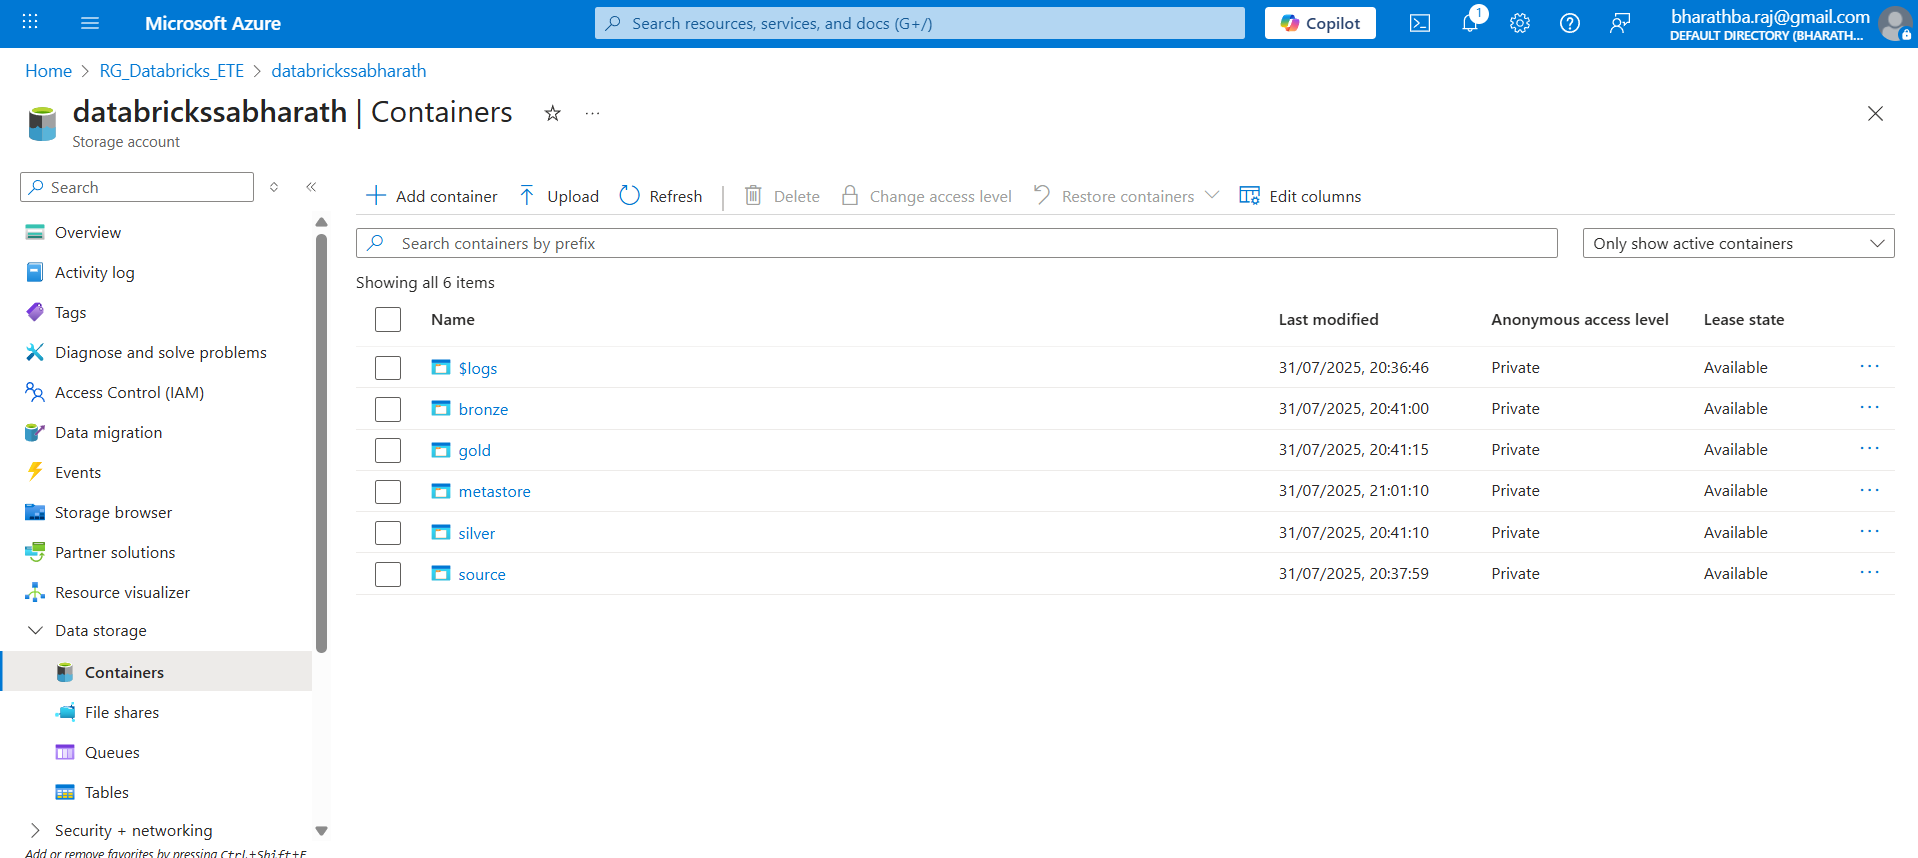 Microsoft Azure
Search resources, services, and docs (G+/)
Copilot
1
bharathba.raj@gmail.com
DEFAULT DIRECTORY (BHARATH...
Home > RG_Databricks_ETE > databrickssabharath
databrickssabharath | Containers
...
Storage account
Search
Add container
Upload
Refresh
Delete
Change access level
Restore containers
Edit columns
Overview
Activity log
Tags
Diagnose and solve problems
Access Control (IAM)
Data migration
Events
Storage browser
Partner solutions
Resource visualizer
Data storage
Containers
File shares
Queues
Tables
Security + networking
Add or remove favorites by pressing Ctrl+Shift+F
Search containers by prefix
Only show active containers
Showing all 6 items
Name Last modified Anonymous access level Lease state
$logs 31/07/2025, 20:36:46 Private Available ...
bronze 31/07/2025, 20:41:00 Private Available ...
gold 31/07/2025, 20:41:15 Private Available ...
metastore 31/07/2025, 21:01:10 Private Available ...
silver 31/07/2025, 20:41:10 Private Available ...
source 31/07/2025, 20:37:59 Private Available ...